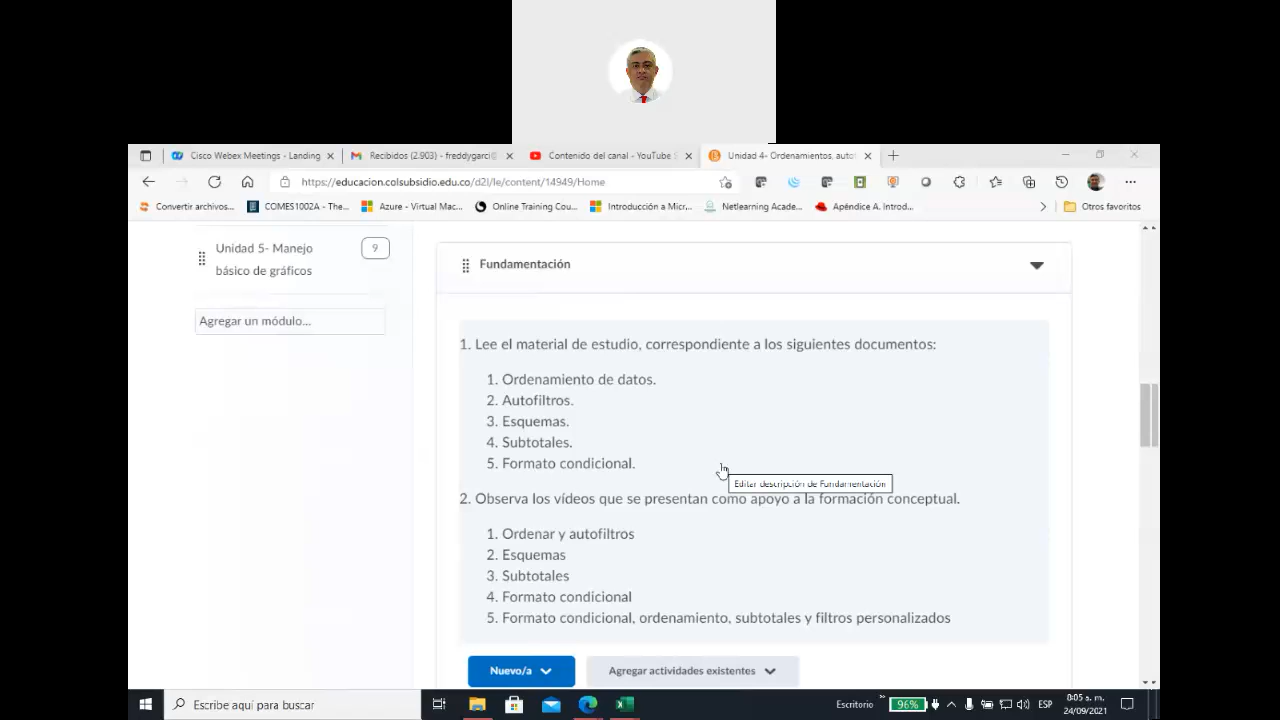 Cisco Webex Meetings - Landing
Recibidos (2.903) - freddygarci@
Contenido del canal - YouTube S
Unidad 4- Ordenamientos, autof
https://educacion.colsubsidio.edu.co/d2l/le/content/14949/Home
Convertir archivos...
COMES1002A - The...
Azure - Virtual Mac...
Online Training Cou...
Introducción a Micr...
Netlearning Acade...
Apéndice A. Introd...
Otros favoritos
Unidad 5- Manejo
básico de gráficos
9
Agregar un módulo...
Fundamentación
1. Lee el material de estudio, correspondiente a los siguientes documentos:
1. Ordenamiento de datos.
2. Autofiltros.
3. Esquemas.
4. Subtotales.
5. Formato condicional.
Editar descripción de Fundamentación
2. Observa los vídeos que se presentan como apoyo a la formación conceptual.
1. Ordenar y autofiltros
2. Esquemas
3. Subtotales
4. Formato condicional
5. Formato condicional, ordenamiento, subtotales y filtros personalizados
Nuevo/a
Agregar actividades existentes
Escribe aquí para buscar
Escritorio
96%
ESP
0:05 a. m.
24/09/2021